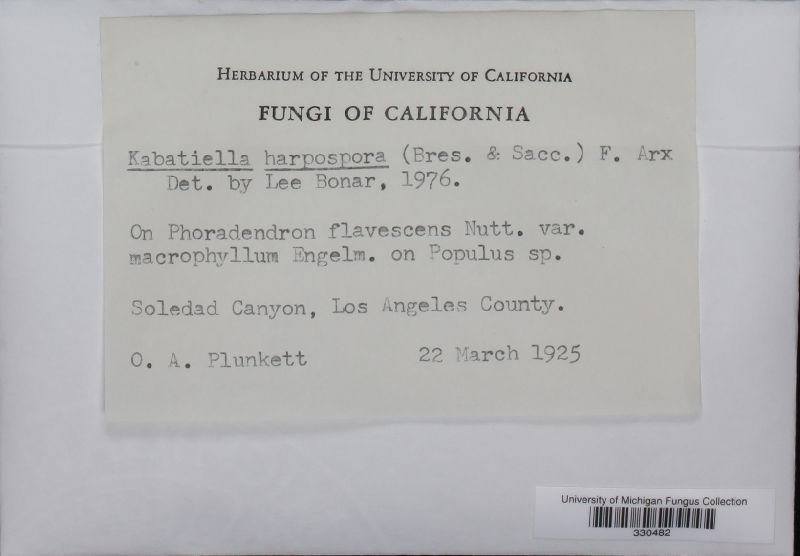 HERBARIUM OF THE UNIVERSITY OF CALIFORNIA
FUNGI OF CALIFORNIA
Kabatiella harpospora (Bres. & Sacc.) F. Arx
Det. by Lee Bonar, 1976.
On Phoradendron flavescens Nutt. var.
macrophyllum Engelm. on Populus sp.
Soledad Canyon, Los Angeles County.
O. A. Plunkett 22 March 1925
University of Michigan Fungus Collection
330482